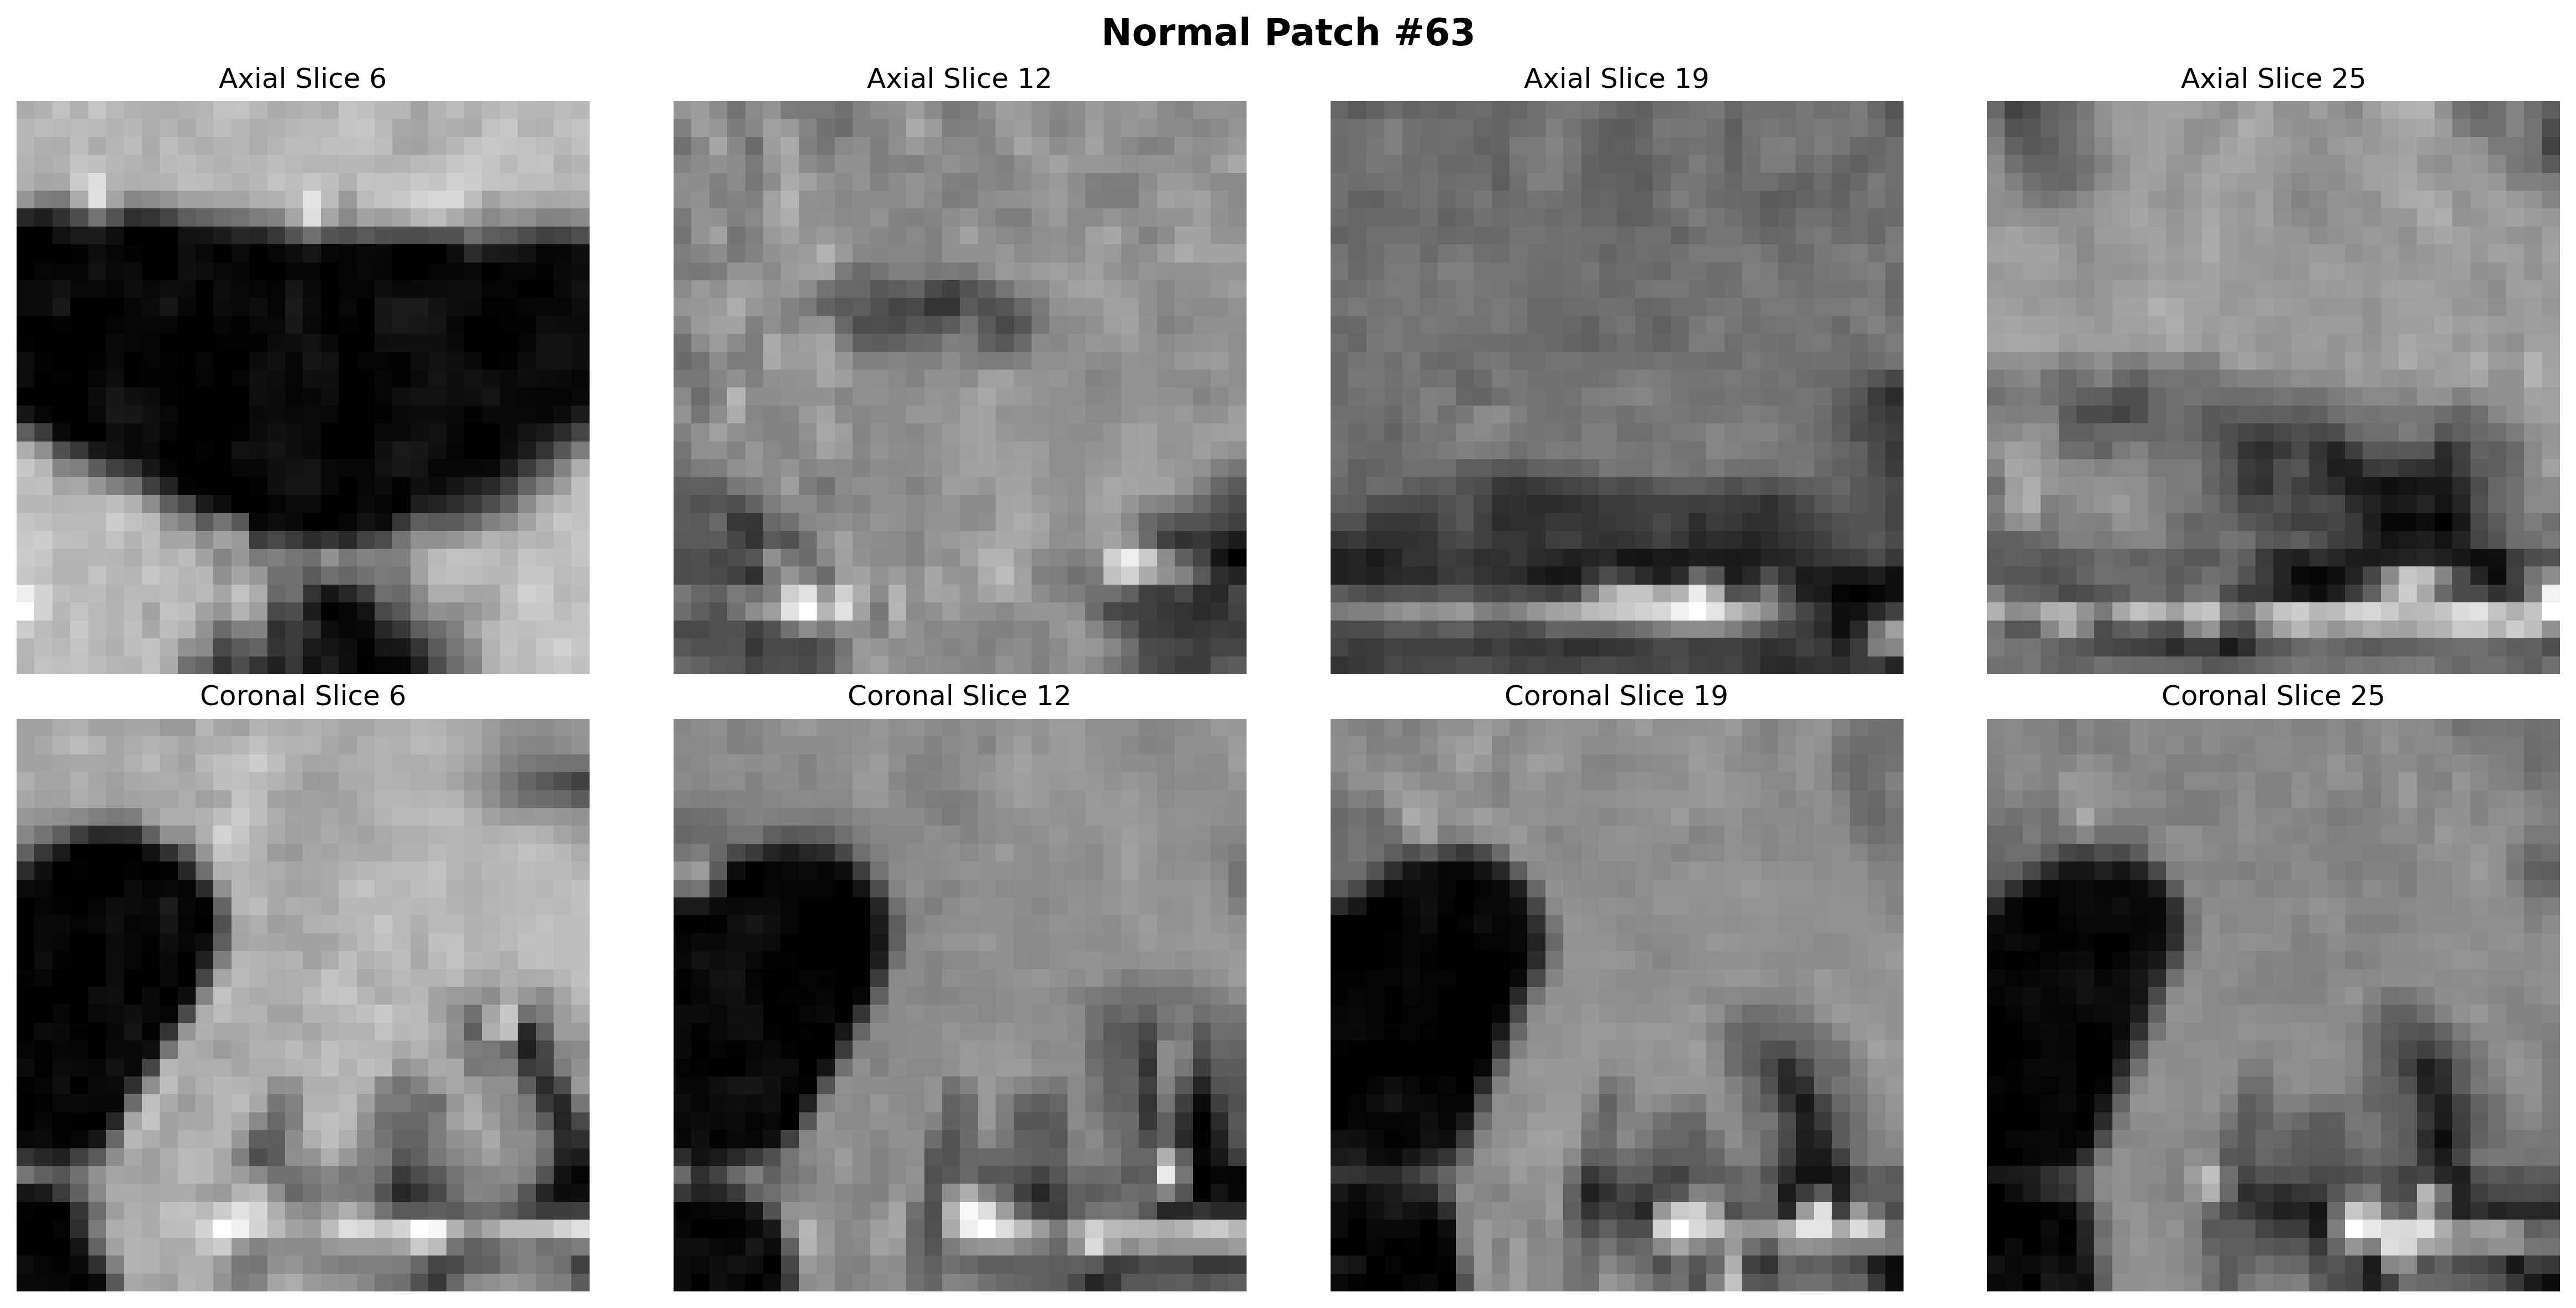 Normal Patch #63
Axial Slice 6
Axial Slice 12
Axial Slice 19
Axial Slice 25
Coronal Slice 6
Coronal Slice 12
Coronal Slice 19
Coronal Slice 25